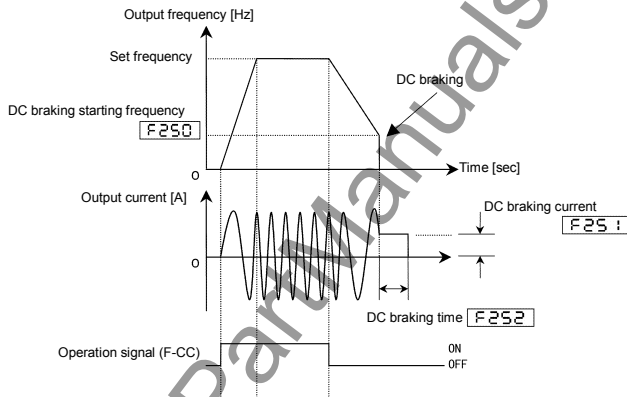 Output frequency [Hz]
Set frequency
DC braking
DC braking starting frequency
F250
0
Time [sec]
Output current [A]
DC braking current
F251
0
DC braking time F252
Operation signal (F-CC)
ON
OFF
PartManuals